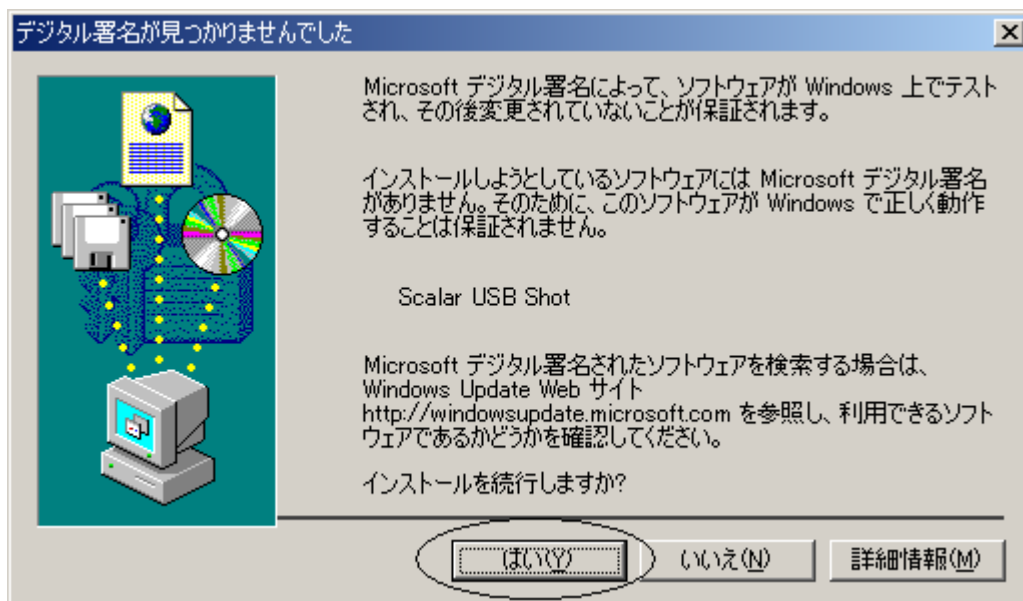 デジタル署名が見つかりませんでした
Microsoft デジタル署名によって、ソフトウェアが Windows 上でテスト
され、その後変更されていないことが保証されます。
インストールしようとしているソフトウェアには Microsoft デジタル署名
がありません。そのために、このソフトウェアが Windows で正しく動作
することは保証されません。
Scalar USB Shot
Microsoft デジタル署名されたソフトウェアを検索する場合は、
Windows Update Web サイト
http://windowsupdate.microsoft.com を参照し、利用できるソフト
ウェアであるかどうかを確認してください。
インストールを続行しますか?
はい(Y) いいえ(N) 詳細情報(M)